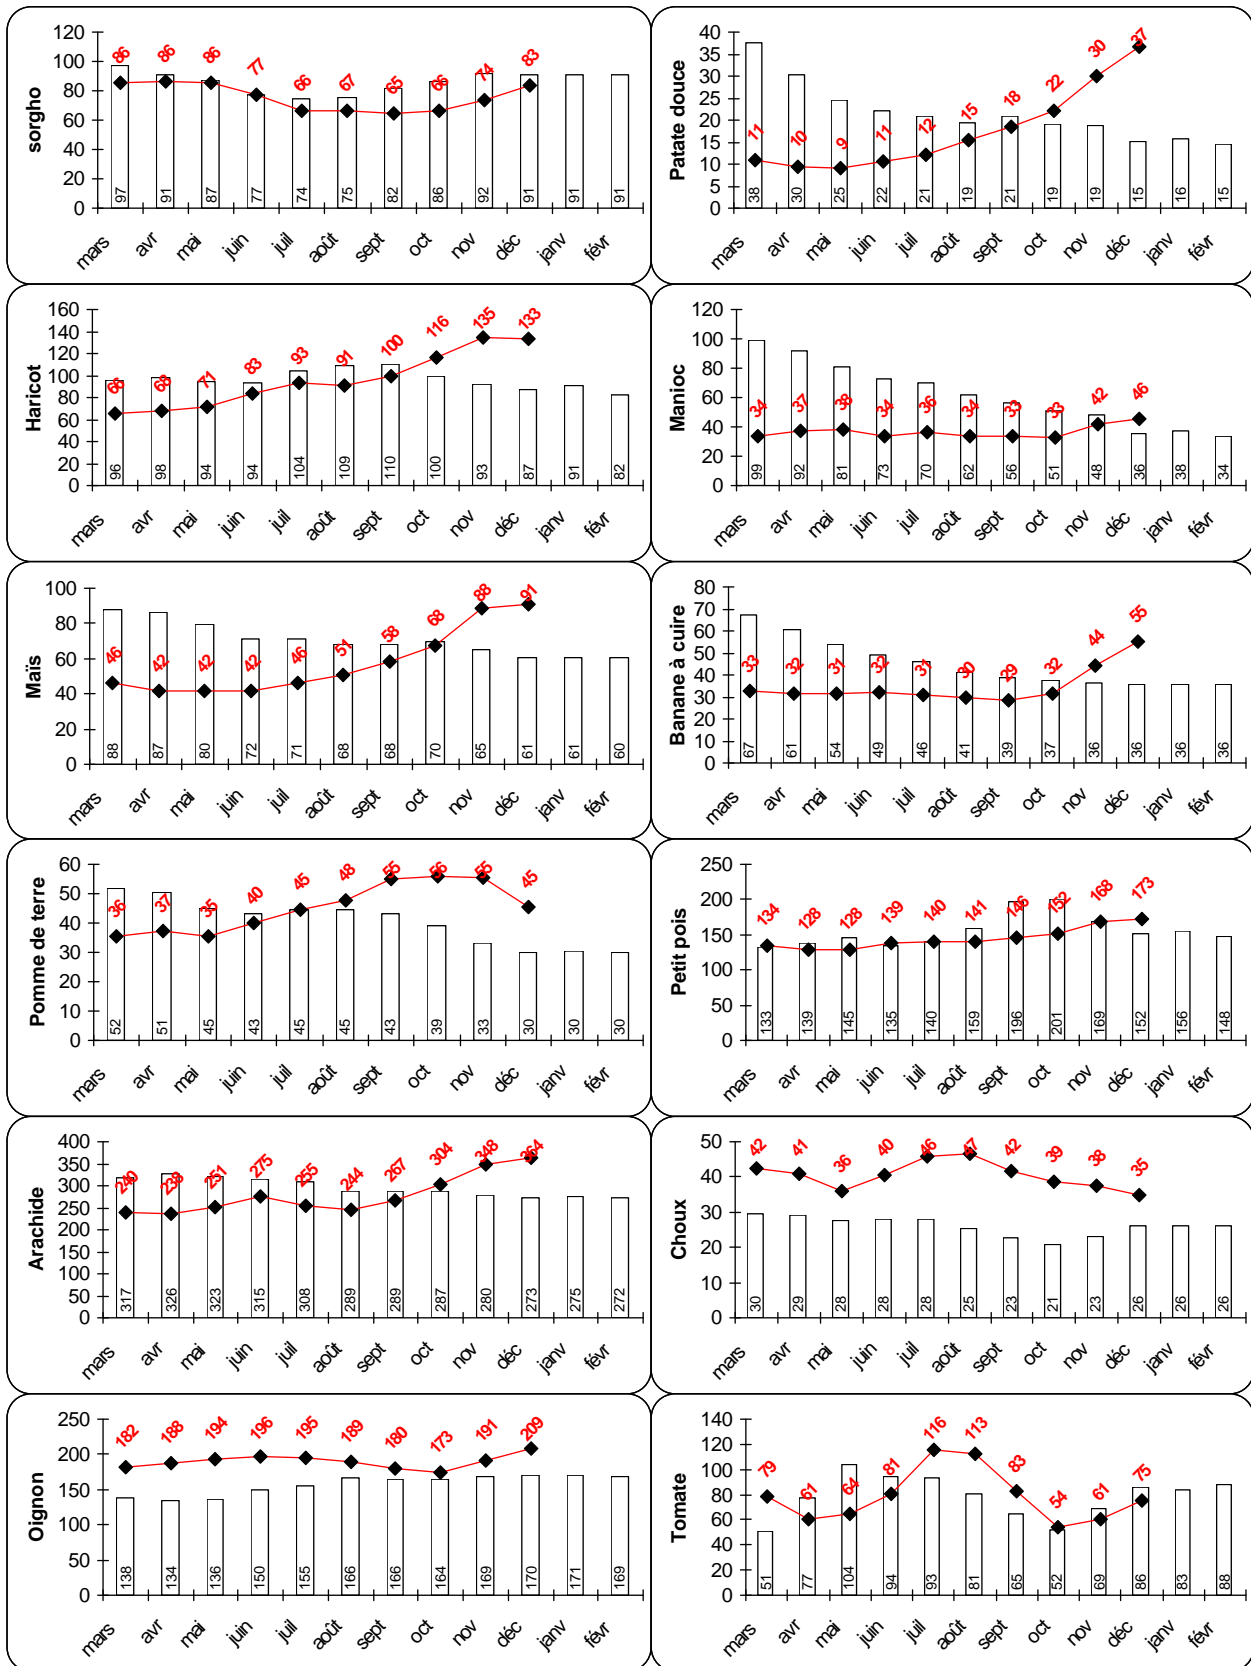 sorgho
120
100
80
60
40
20
0
86 86 86 77 66 67 65 66 74 83
97 91 87 77 74 75 82 86 92 91 91 91
mars avr mai juin juil août sept oct nov déc janv févr
Patate douce
40
35
30
25
20
15
10
5
0
11 10 9 11 12 15 18 22 30 37
38 30 25 22 21 19 21 19 19 15 16 15
mars avr mai juin juil août sept oct nov déc janv févr
Haricot
160
140
120
100
80
60
40
20
0
66 68 71 83 93 91 100 116 135 133
96 98 94 94 104 109 110 100 93 87 91 82
mars avr mai juin juil août sept oct nov déc janv févr
Manioc
120
100
80
60
40
20
0
34 37 38 34 36 34 33 33 42 46
99 92 81 73 70 62 56 51 48 36 38 34
mars avr mai juin juil août sept oct nov déc janv févr
Maïs
100
80
60
40
20
0
46 42 42 42 46 51 58 68 88 91
88 87 80 72 71 68 68 70 65 61 61 60
mars avr mai juin juil août sept oct nov déc janv févr
Banane à cuire
80
70
60
50
40
30
20
10
0
33 32 31 32 31 30 29 32 44 55
67 61 54 49 46 41 39 37 36 36 36 36
mars avr mai juin juil août sept oct nov déc janv févr
Pomme de terre
60
50
40
30
20
10
0
36 37 35 40 45 48 55 56 55 45
52 51 45 43 45 45 43 39 33 30 30 30
mars avr mai juin juil août sept oct nov déc janv févr
Petit pois
250
200
150
100
50
0
134 128 128 139 140 141 146 152 168 173
133 139 145 135 140 159 196 201 169 152 156 148
mars avr mai juin juil août sept oct nov déc janv févr
Arachide
400
350
300
250
200
150
100
50
0
240 238 251 275 255 244 267 304 348 364
317 326 323 315 308 289 289 287 280 273 275 272
mars avr mai juin juil août sept oct nov déc janv févr
Choux
50
40
30
20
10
0
42 41 36 40 46 47 42 39 38 35
30 29 28 28 28 25 23 21 23 26 26 26
mars avr mai juin juil août sept oct nov déc janv févr
Oignon
250
200
150
100
50
0
182 188 194 196 195 189 180 173 191 209
138 134 136 150 155 166 166 164 169 170 171 169
mars avr mai juin juil août sept oct nov déc janv févr
Tomate
140
120
100
80
60
40
20
0
79 61 64 81 116 113 83 54 61 75
51 77 104 94 93 81 65 52 69 86 83 88
mars avr mai juin juil août sept oct nov déc janv févr